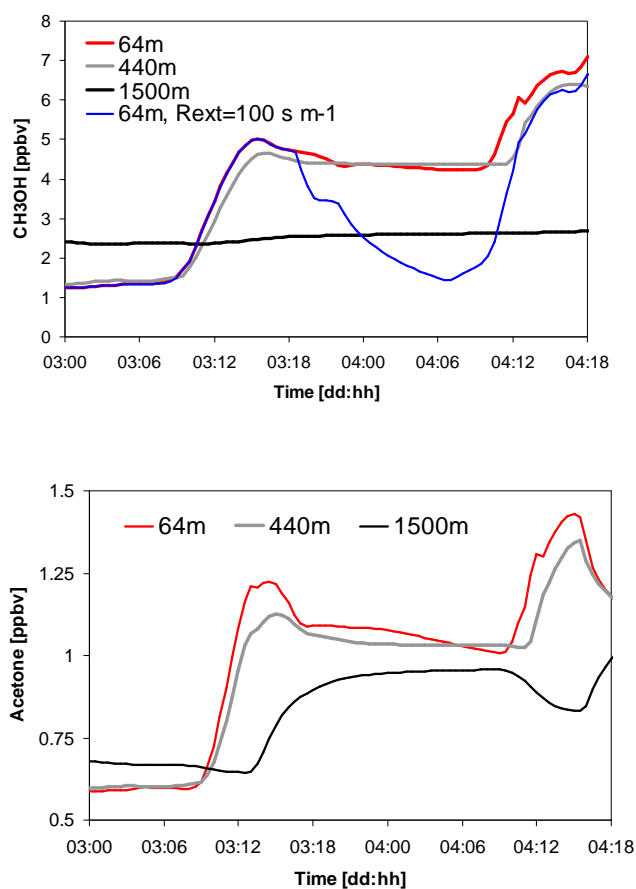 8
7
6
5
4
3
2
1
0
CH3OH [ppbv]
64m
440m
1500m
64m, Rext=100 s m-1
03:00 03:06 03:12 03:18 04:00 04:06 04:12 04:18
Time [dd:hh]
1.5
1.25
1
0.75
0.5
Acetone [ppbv]
64m 440m 1500m
03:00 03:06 03:12 03:18 04:00 04:06 04:12 04:18
Time [dd:hh]